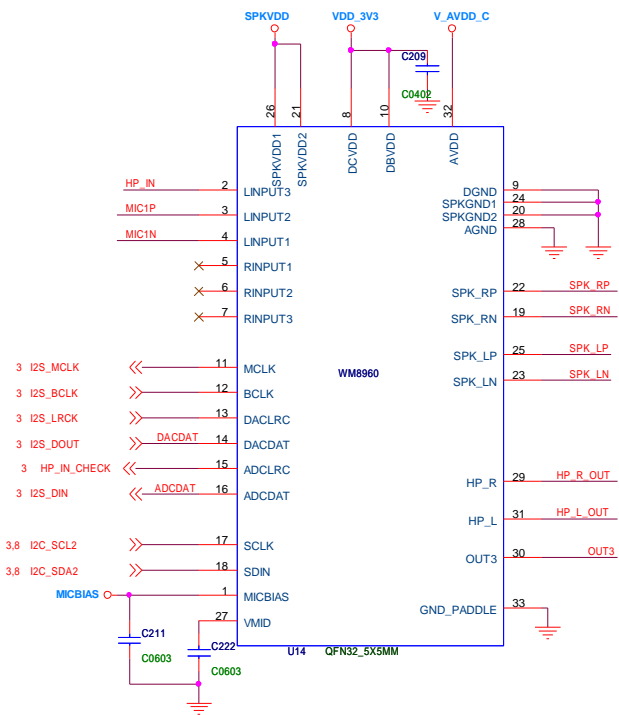 SPKVDD VDD_3V3 V_AVDD_C
C209
C0402
26 21 8 10 32
SPKVDD1 SPKVDD2 DCVDD DBVDD AVDD
HP_IN 2 LINPUT3
MIC1P 3 LINPUT2
MIC1N 4 LINPUT1
5 RINPUT1
6 RINPUT2
7 RINPUT3
DGND 9
SPKGND1 24
SPKGND2 20
AGND 28
SPK_RP 22 SPK_RP
SPK_RN 19 SPK_RN
SPK_LP 25 SPK_LP
SPK_LN 23 SPK_LN
WM8960
3 I2S_MCLK 11 MCLK
3 I2S_BCLK 12 BCLK
3 I2S_LRCK 13 DACLRC
3 I2S_DOUT DACDAT 14 DACDAT
3 HP_IN_CHECK 15 ADCLRC
3 I2S_DIN ADCDAT 16 ADCDAT
HP_R 29 HP_R_OUT
HP_L 31 HP_L_OUT
OUT3 30 OUT3
3,8 I2C_SCL2 17 SCLK
3,8 I2C_SDA2 18 SDIN
MICBIAS 1 MICBIAS
27 VMID
GND_PADDLE 33
C211
C0603
C222
C0603
U14 QFN32_5X5MM